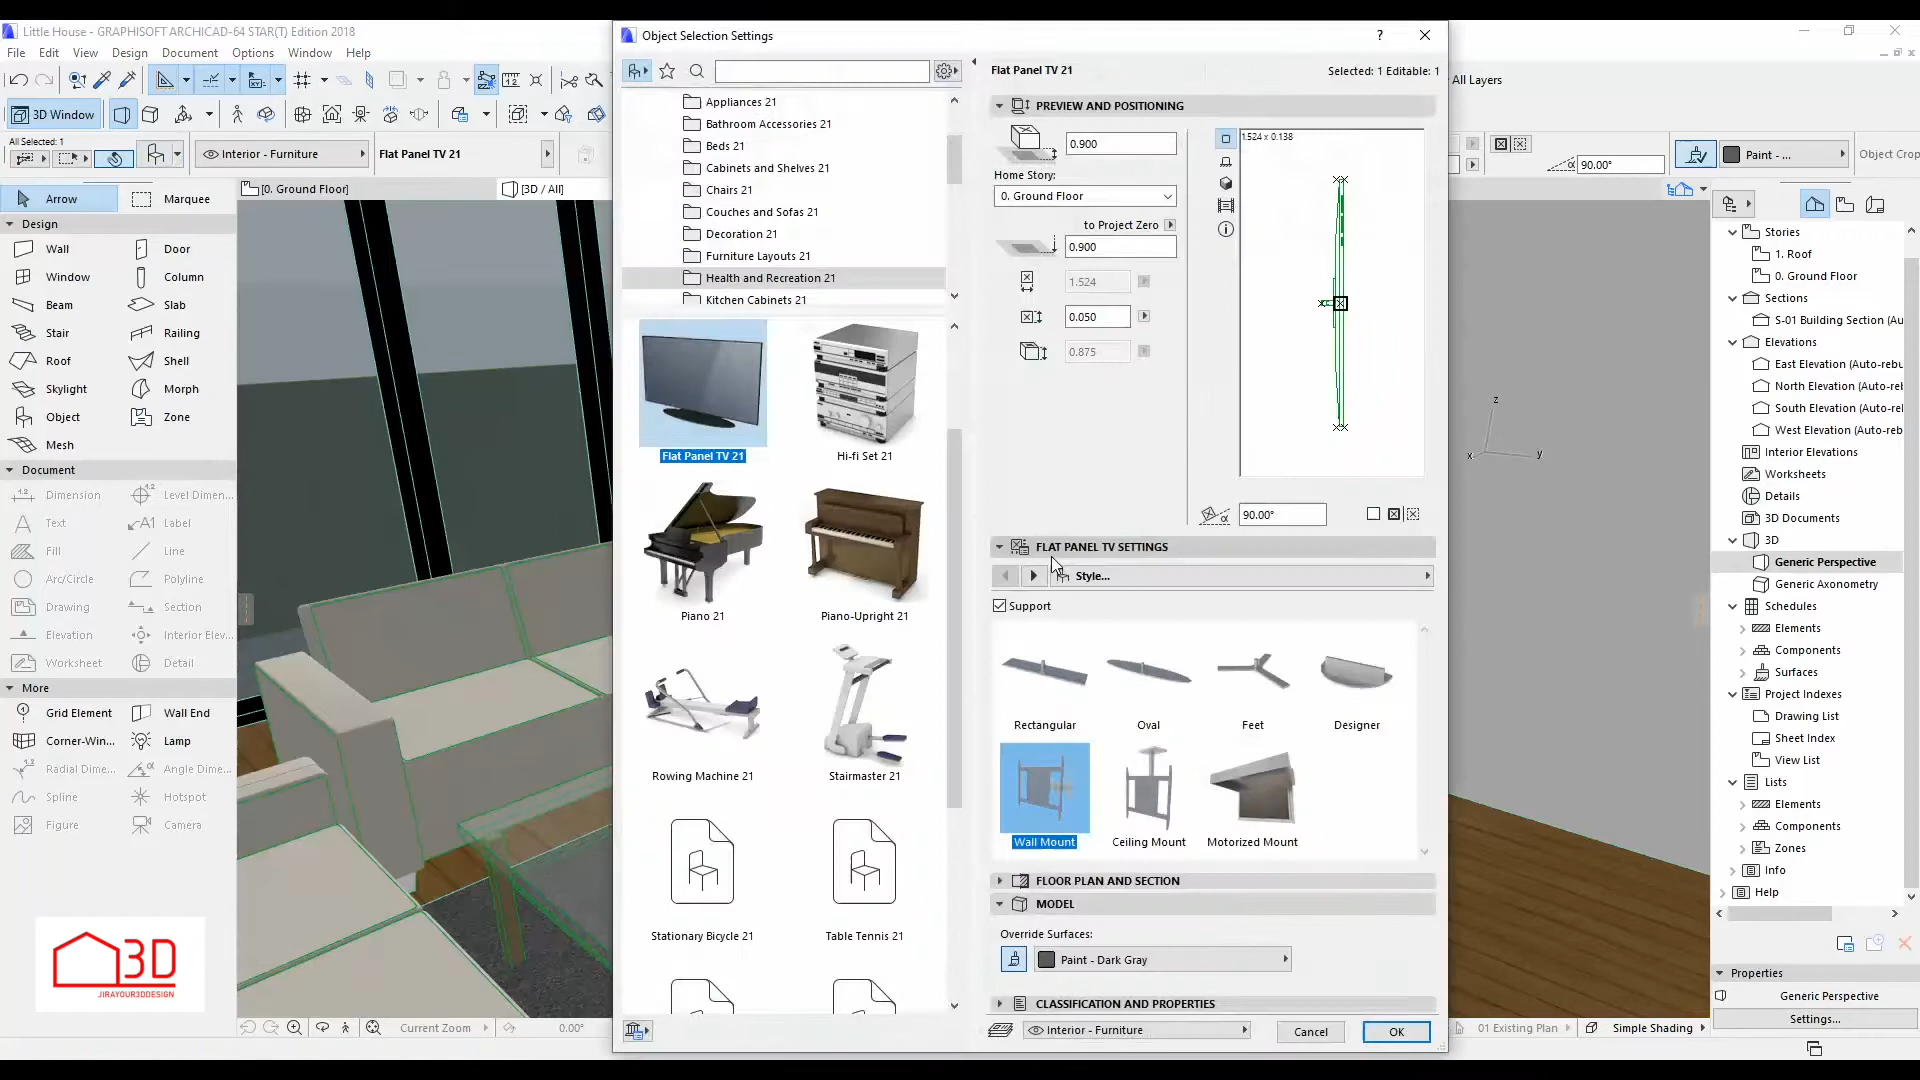 Little House - GRAPHISOFT ARCHICAD-64 STAR(T) Edition 2018
File Edit View Design Document Options Window Help
3D Window
All Selected: 1
Interior - Furniture
Flat Panel TV 21
[0. Ground Floor]
[3D / All]
Arrow
Marquee
Design
Wall Door
Window Column
Beam Slab
Stair Railing
Roof Shell
Skylight Morph
Object Zone
Mesh
Document
Dimension Level Dimen...
Text Label
Fill Line
Arc/Circle Polyline
Drawing Section
Elevation Interior Elev...
Worksheet Detail
More
Grid Element Wall End
Corner-Win... Lamp
Radial Dime... Angle Dime...
Spline Hotspot
Figure Camera
3D
JIRAYOUR3DDESIGN
Current Zoom
0.00°
Object Selection Settings
?
Appliances 21
Bathroom Accessories 21
Beds 21
Cabinets and Shelves 21
Chairs 21
Couches and Sofas 21
Decoration 21
Furniture Layouts 21
Health and Recreation 21
Kitchen Cabinets 21
Flat Panel TV 21
Hi-fi Set 21
Piano 21
Piano-Upright 21
Rowing Machine 21
Stairmaster 21
Stationary Bicycle 21
Table Tennis 21
Flat Panel TV 21
Selected: 1 Editable: 1
PREVIEW AND POSITIONING
0.900
Home Story:
0. Ground Floor
to Project Zero
0.900
1.524
0.050
0.875
1.524 x 0.138
90.00°
FLAT PANEL TV SETTINGS
Style...
Support
Rectangular
Oval
Feet
Designer
Wall Mount
Ceiling Mount
Motorized Mount
FLOOR PLAN AND SECTION
MODEL
Override Surfaces:
Paint - Dark Gray
CLASSIFICATION AND PROPERTIES
Interior - Furniture
Cancel
OK
All Layers
90.00°
Paint - ...
Object Crop
z
x
y
Stories
1. Roof
0. Ground Floor
Sections
S-01 Building Section (Au
Elevations
East Elevation (Auto-reb
North Elevation (Auto-rel
South Elevation (Auto-rel
West Elevation (Auto-reb
Interior Elevations
Worksheets
Details
3D Documents
3D
Generic Perspective
Generic Axonometry
Schedules
Elements
Components
Surfaces
Project Indexes
Drawing List
Sheet Index
View List
Lists
Elements
Components
Zones
Info
Help
Properties
Generic Perspective
Settings...
01 Existing Plan
Simple Shading